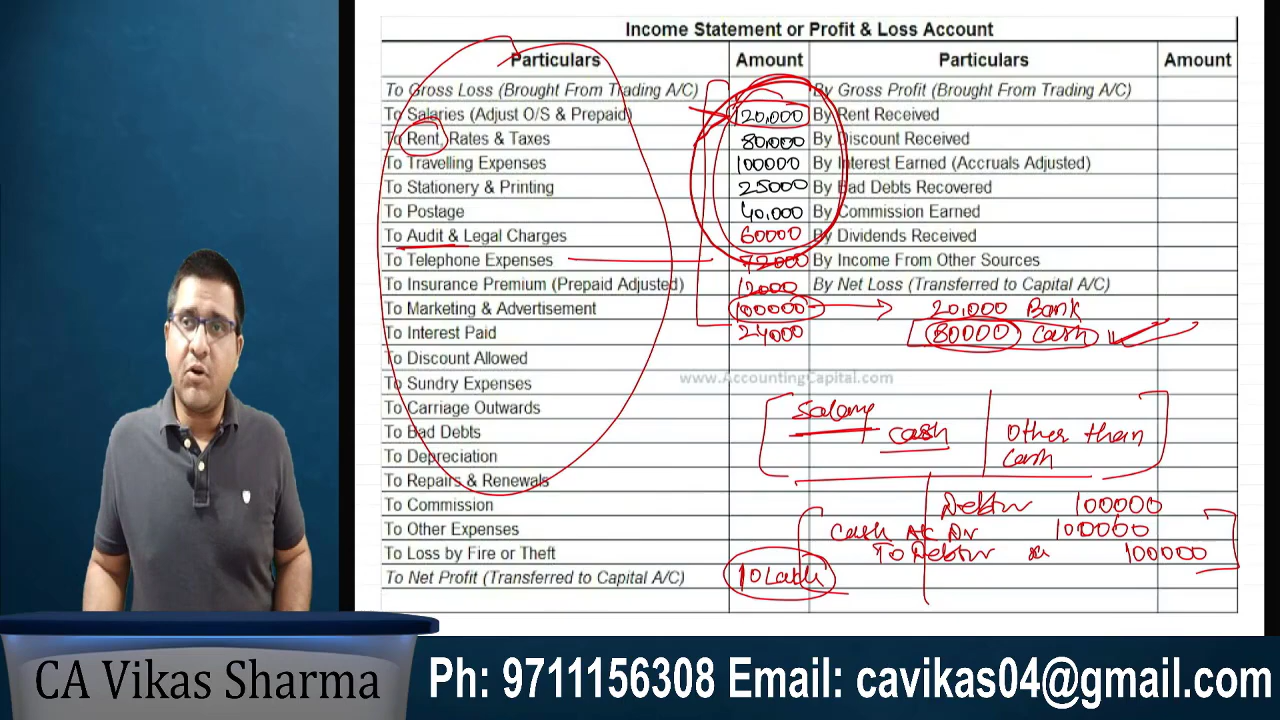 Income Statement or Profit & Loss Account
Particulars Amount Particulars Amount
To Gross Loss (Brought From Trading A/C) By Gross Profit (Brought From Trading A/C)
To Salaries (Adjust O/S & Prepaid) 120,000 By Rent Received
To Rent, Rates & Taxes 80,000 By Discount Received
To Travelling Expenses 100000 By Interest Earned (Accruals Adjusted)
To Stationery & Printing 25000 By Bad Debts Recovered
To Postage 40,000 By Commission Earned
To Audit & Legal Charges 60000 By Dividends Received
To Telephone Expenses 72000 By Income From Other Sources
To Insurance Premium (Prepaid Adjusted) 12000 By Net Loss (Transferred to Capital A/C)
To Marketing & Advertisement 100000 20,000 Bank
To Interest Paid 24000 80000 Cash
To Discount Allowed
www.AccountingCapital.com
To Sundry Expenses
To Carriage Outwards Salary
To Bad Debts cash Other than
To Depreciation Cash
To Repairs & Renewals
To Commission Debtor 100000
To Other Expenses Cash A/c Dr 100000
To Loss by Fire or Theft To Debtor 100000
To Net Profit (Transferred to Capital A/C) 10 Lakh
CA Vikas Sharma
Ph: 9711156308 Email: cavikas04@gmail.com